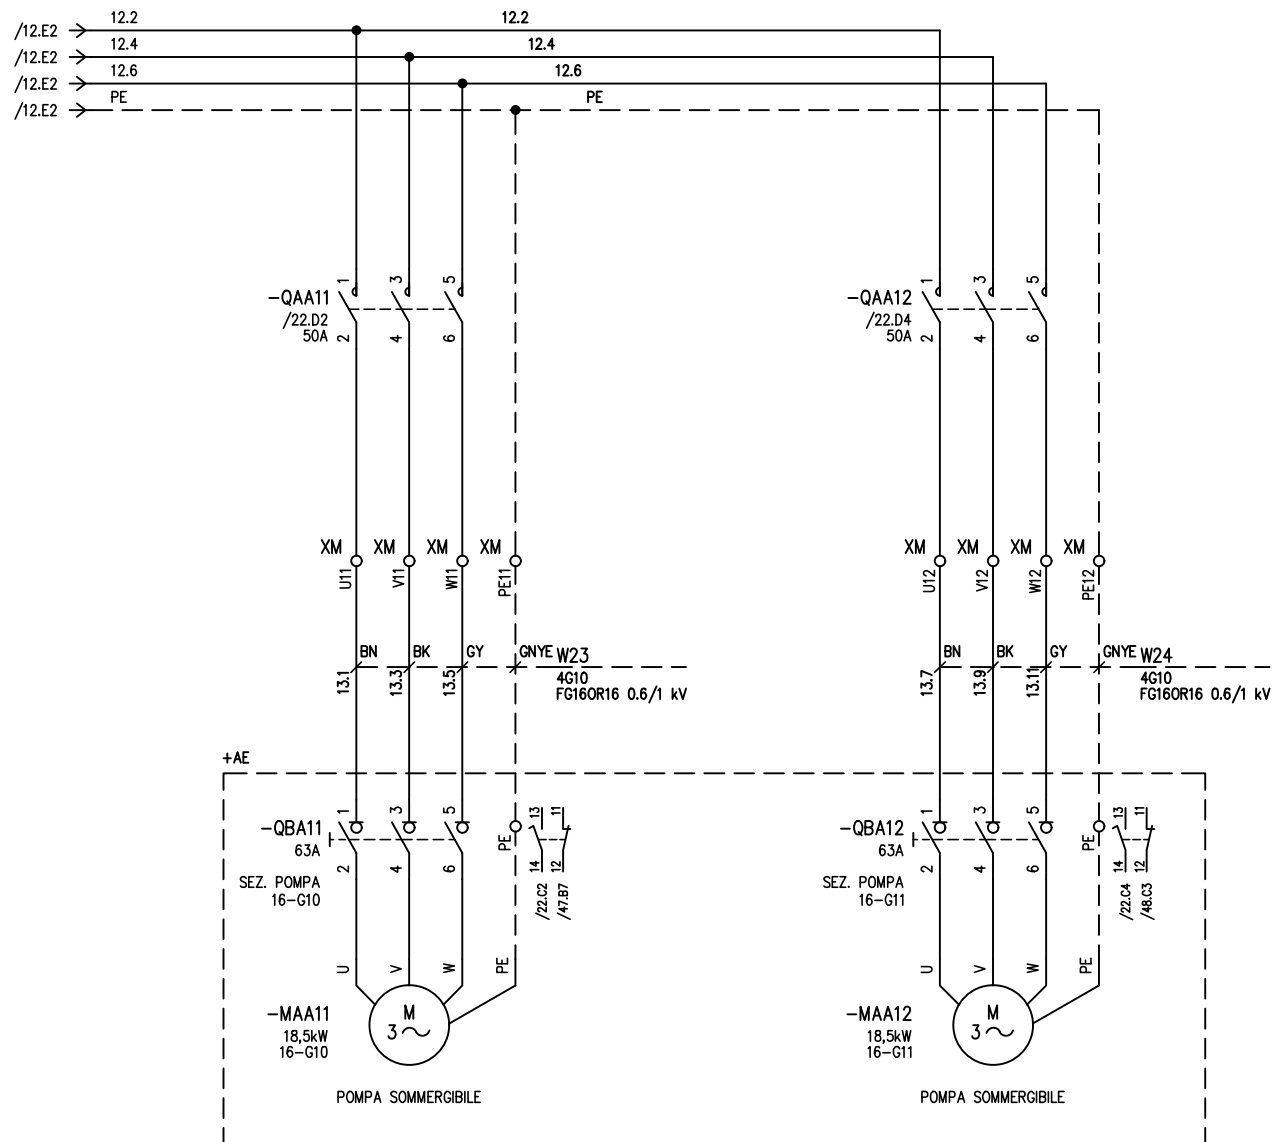 /12.E2 12.2 12.2
/12.E2 12.4 12.4
/12.E2 12.6 12.6
/12.E2 PE PE
1 3 5
-QAA11
/22.D2
50A
2 4 6
1 3 5
-QAA12
/22.D4
50A
2 4 6
XM XM XM XM
U11 V11 W11 PE11
XM XM XM XM
U12 V12 W12 PE12
BN BK GY GNYE W23
13.1 13.3 13.5
4G10
FG16OR16 0.6/1 kV
BN BK GY GNYE W24
13.7 13.9 13.11
4G10
FG16OR16 0.6/1 kV
+AE
1 3 5 13 11
-QBA11
63A
PE
2 4 6 14 12
SEZ. POMPA
16-G10
/22.C2 /47.B7
1 3 5 13 11
-QBA12
63A
PE
2 4 6 14 12
SEZ. POMPA
16-G11
/22.C4 /48.C3
U V W PE
-MAA11
18,5kW
16-G10
M
3
U V W PE
-MAA12
18,5kW
16-G11
M
3
POMPA SOMMERGIBILE
POMPA SOMMERGIBILE